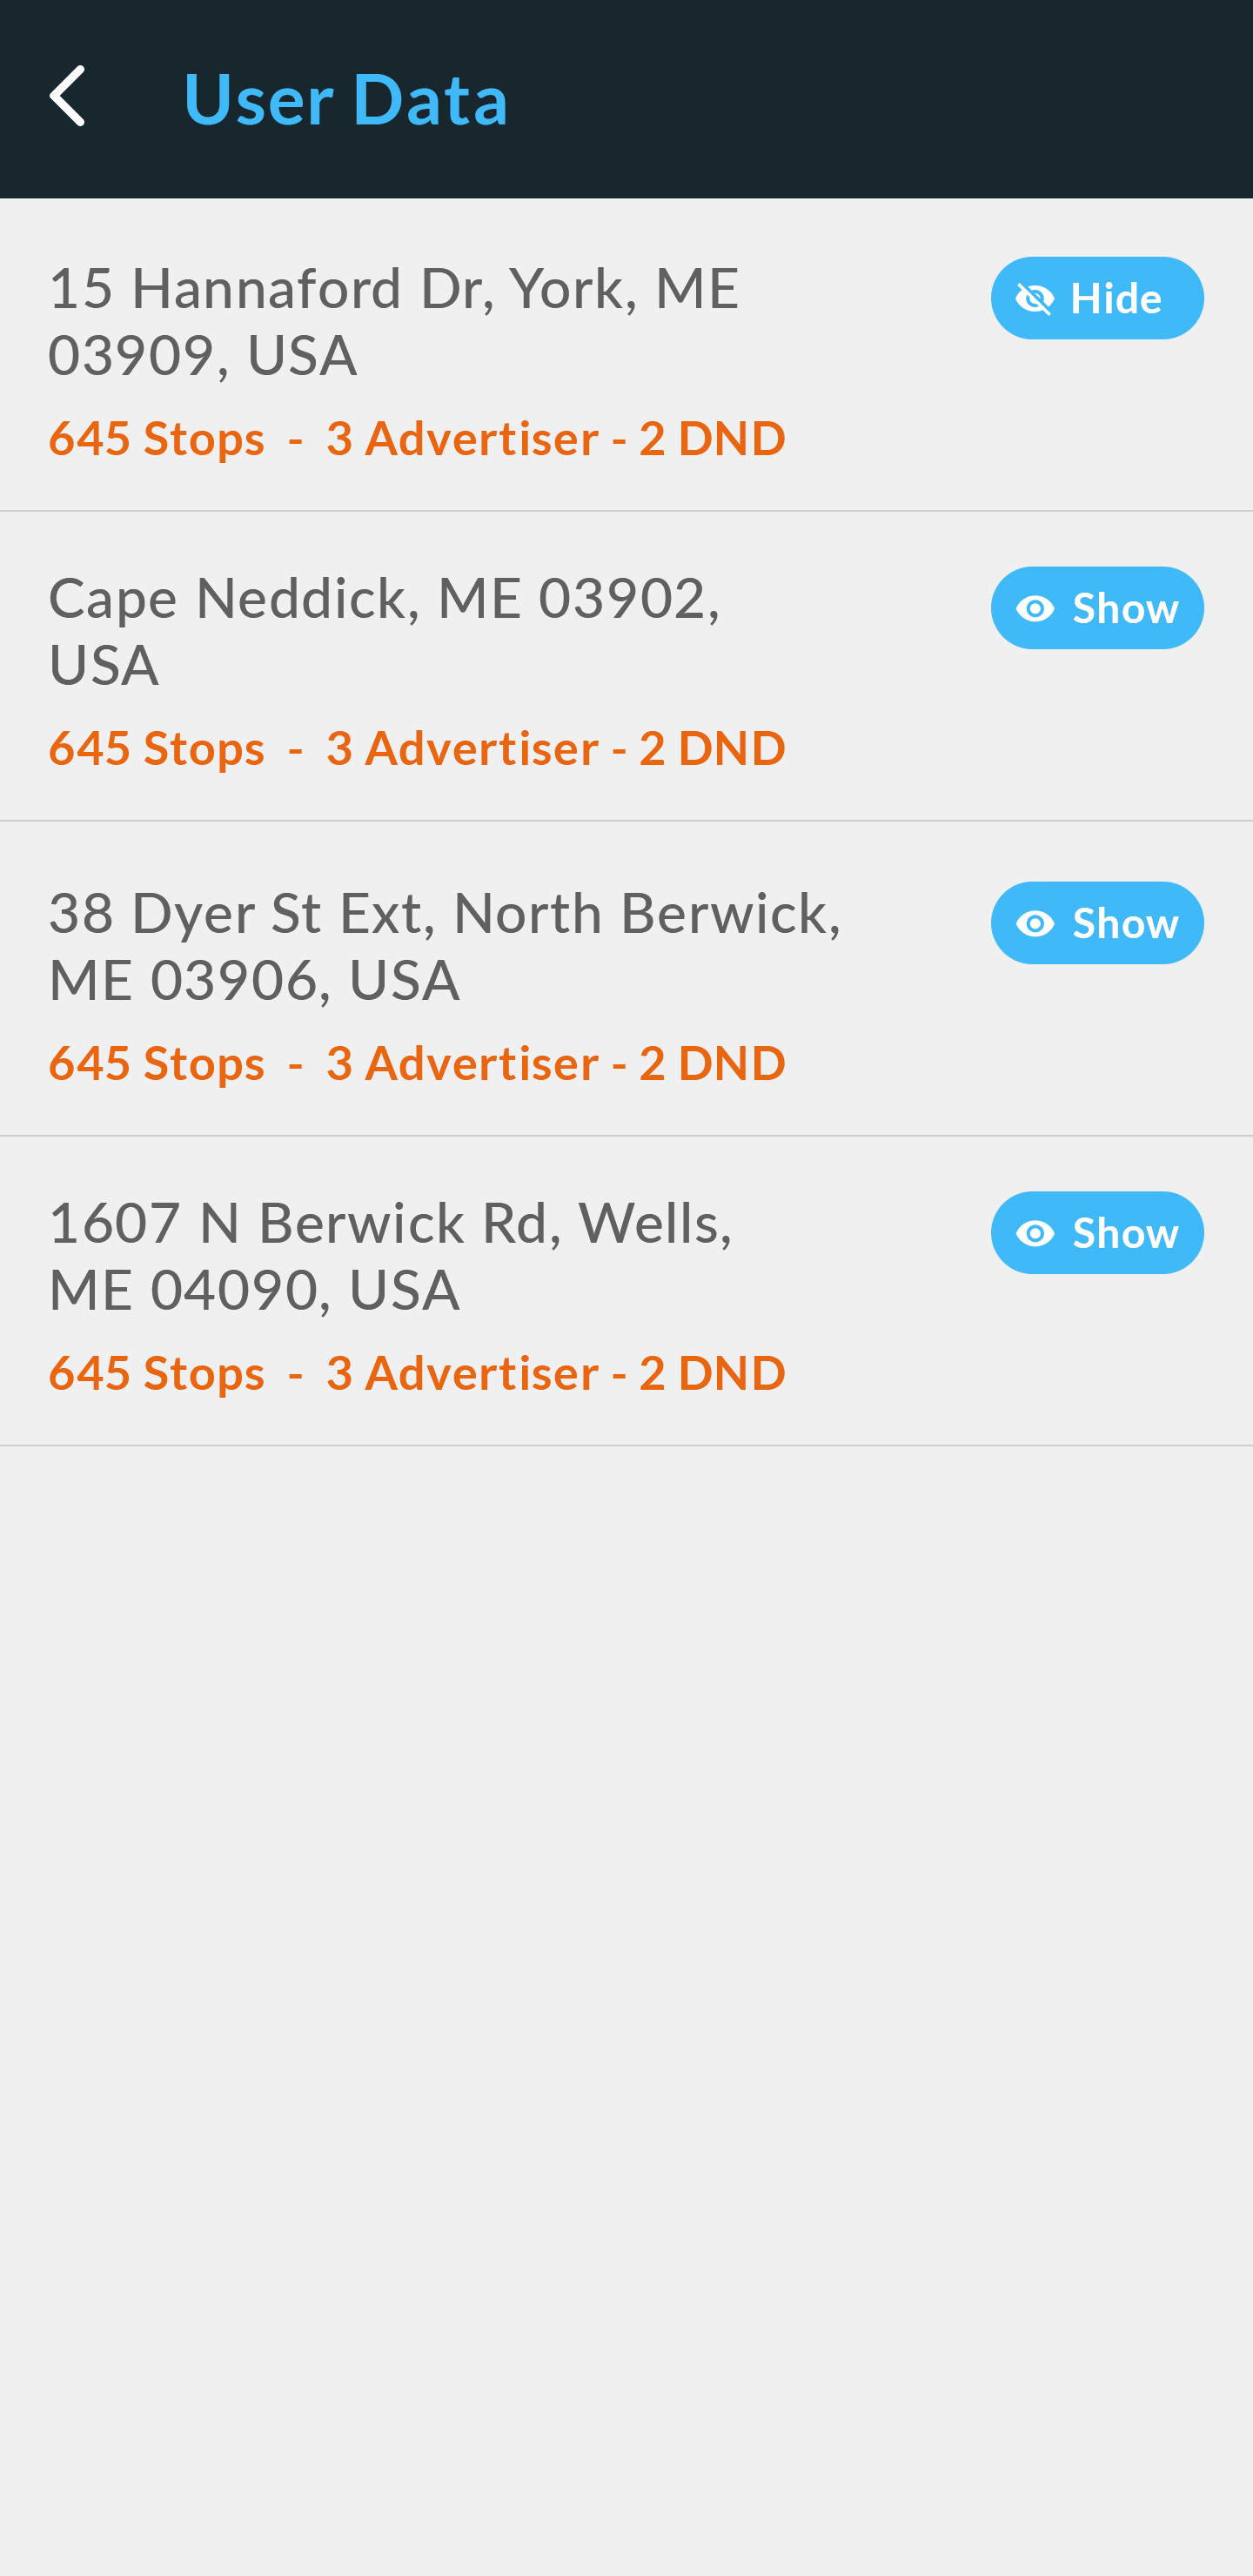 User Data
15 Hannaford Dr, York, ME
03909, USA
Hide
645 Stops - 3 Advertiser - 2 DND
Cape Neddick, ME 03902,
USA
Show
645 Stops - 3 Advertiser - 2 DND
38 Dyer St Ext, North Berwick,
ME 03906, USA
Show
645 Stops - 3 Advertiser - 2 DND
1607 N Berwick Rd, Wells,
ME 04090, USA
Show
645 Stops - 3 Advertiser - 2 DND